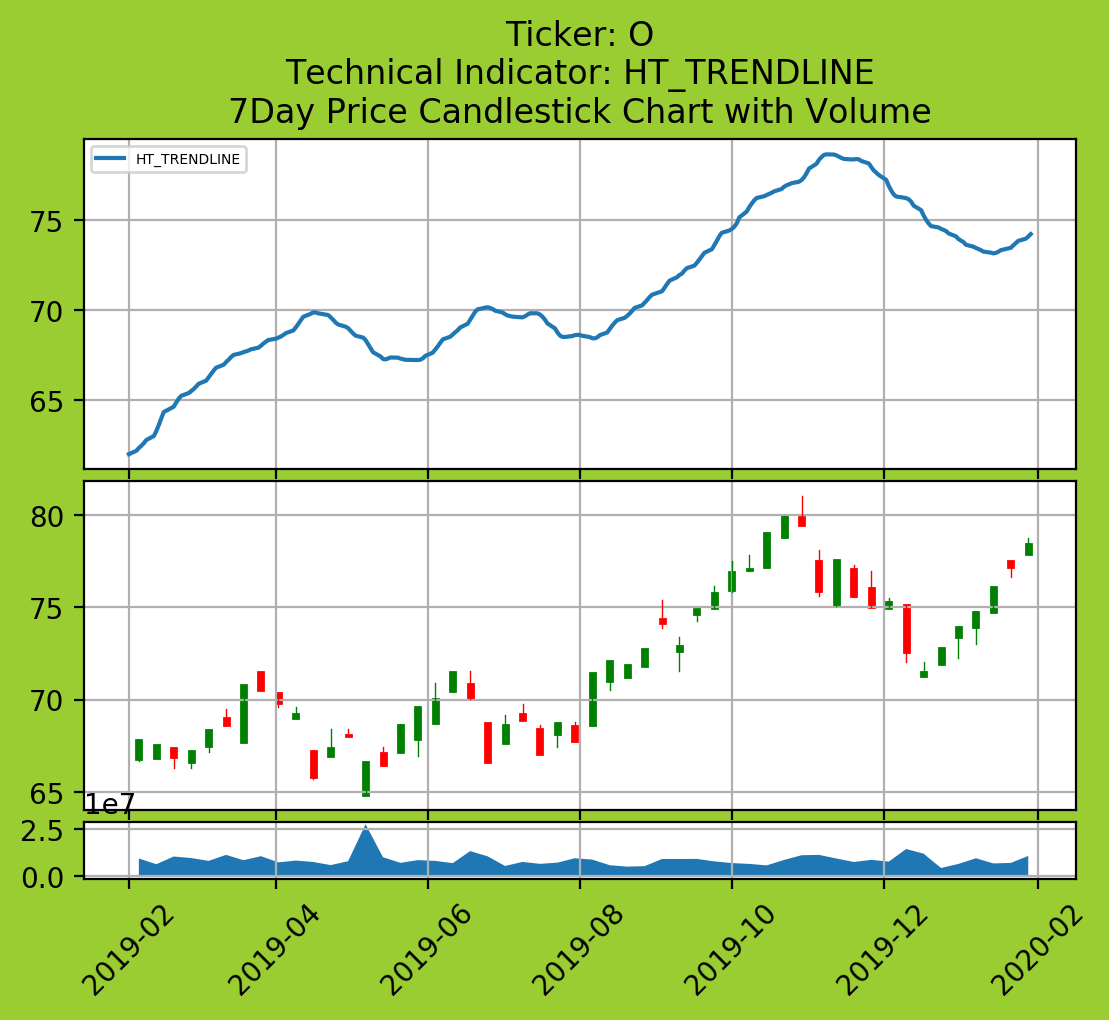 Ticker: O
Technical Indicator: HT_TRENDLINE
7Day Price Candlestick Chart with Volume
HT_TRENDLINE
75
70
65
80
75
70
65
1e7
2.5
0.0
2019-02 2019-04 2019-06 2019-08 2019-10 2019-12 2020-02